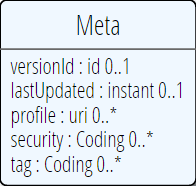 Meta
versionId : id 0..1
lastUpdated : instant 0..1
profile : uri 0..*
security : Coding 0..*
tag : Coding 0..*